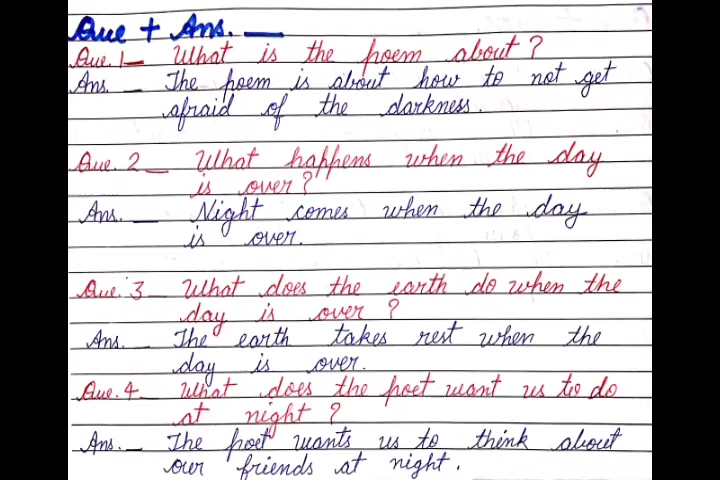 Que + Ans. —
Que. 1 — What is the poem about?
Ans. — The poem is about how to not get
afraid of the darkness.
Que. 2 — What happens when the day
is over?
Ans. — Night comes when the day
is over.
Que. 3 — What does the earth do when the
day is over?
Ans. — The earth takes rest when the
day is over.
Que. 4 — What does the poet want us to do
at night?
Ans. — The poet wants us to think about
our friends at night.